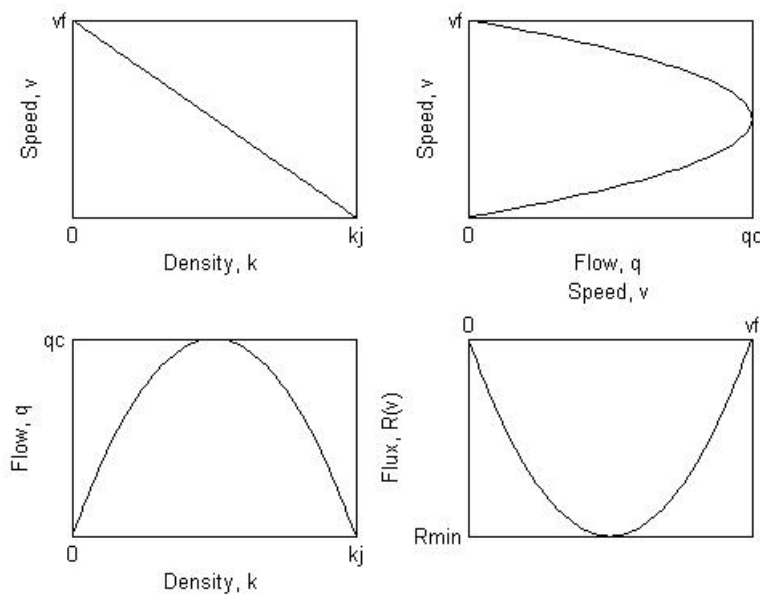 vf
Speed, v
0
kj
Density, k
vf
Speed, v
0
qc
Flow, q
Speed, v
qc
Flow, q
0
kj
Density, k
0
vf
Flux, R(v)
Rmin